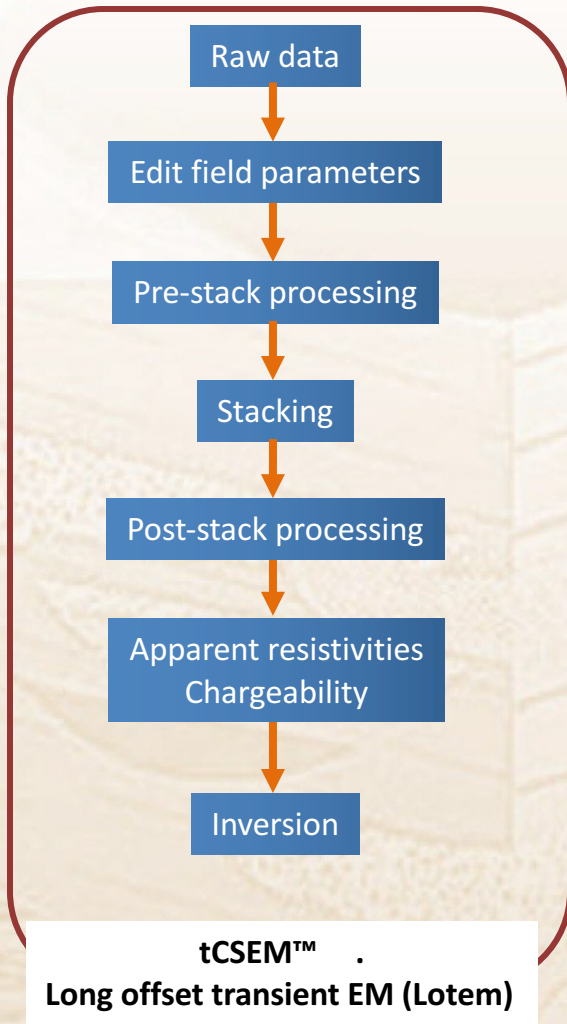 Raw data
Edit field parameters
Pre-stack processing
Stacking
Post-stack processing
Apparent resistivities
Chargeability
Inversion
tCSEM™ .
Long offset transient EM (Lotem)